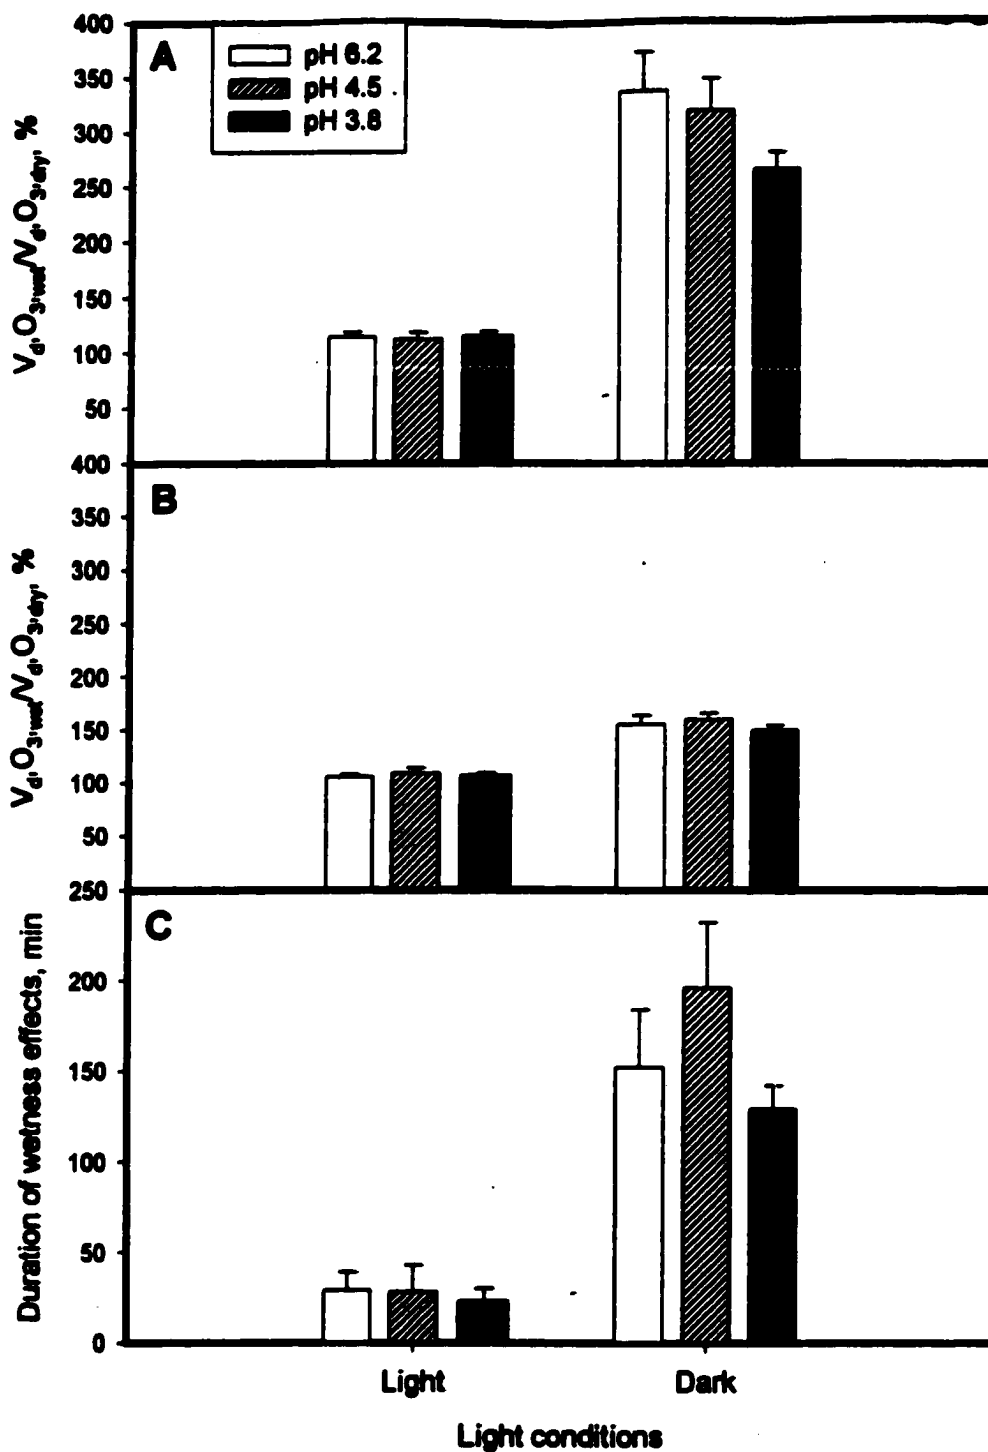 400
A
pH 6.2
pH 4.5
pH 3.8
350
300
250
200
150
100
50
Vd,O3,wet/Vd,O3,dry, %
400
B
350
300
250
200
150
100
50
Vd,O3,wet/Vd,O3,dry, %
250
C
200
150
100
50
0
Duration of wetness effects, min
Light Dark
Light conditions